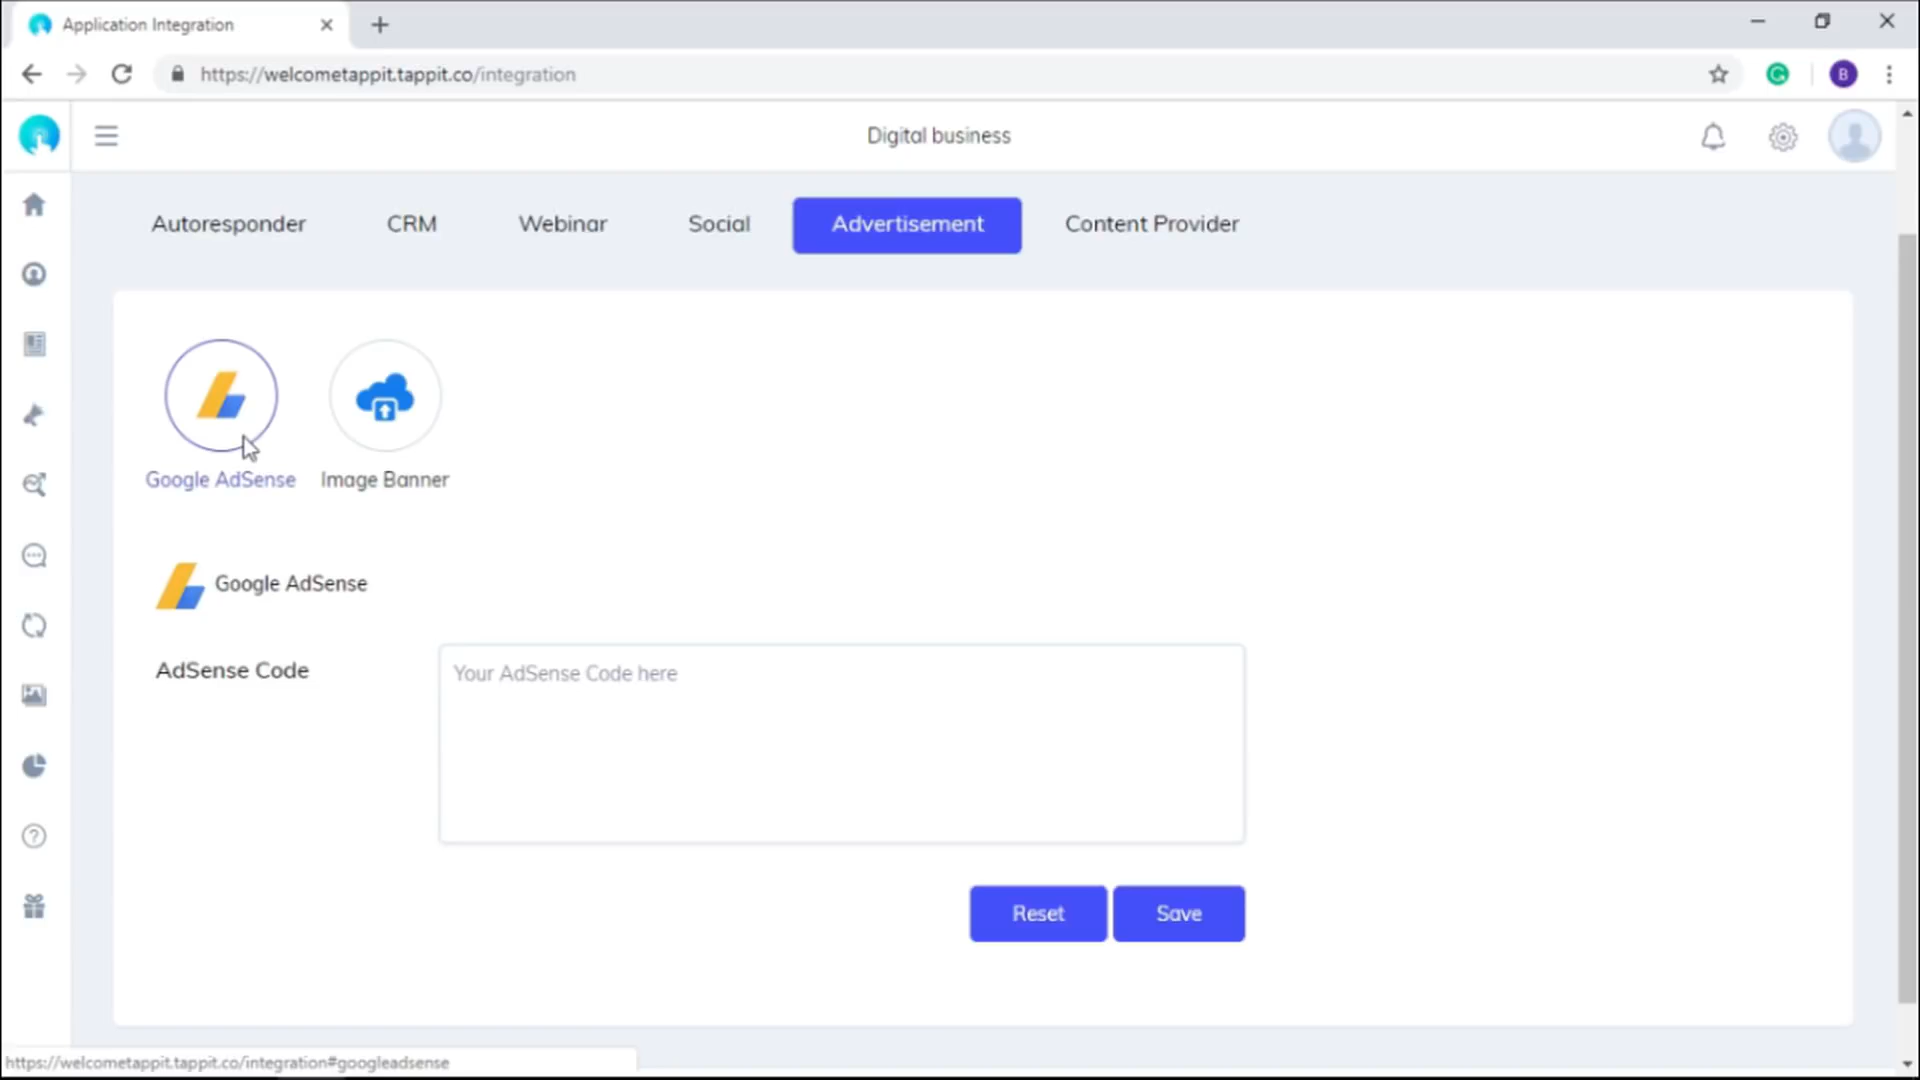 Application Integration
https://welcometappit.tappit.co/integration
B
Digital business
Autoresponder CRM Webinar Social Advertisement Content Provider
Google AdSense Image Banner
Google AdSense
AdSense Code
Your AdSense Code here
Reset Save
https://welcometappit.tappit.co/integration#googleadsense